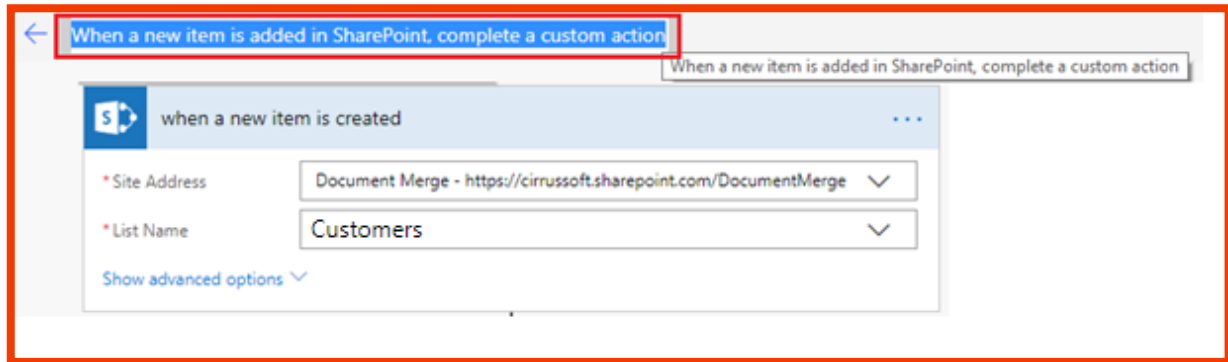 When a new item is added in SharePoint, complete a custom action
When a new item is added in SharePoint, complete a custom action
S
when a new item is created
* Site Address
Document Merge - https://cirrussoft.sharepoint.com/DocumentMerge
* List Name
Customers
Show advanced options